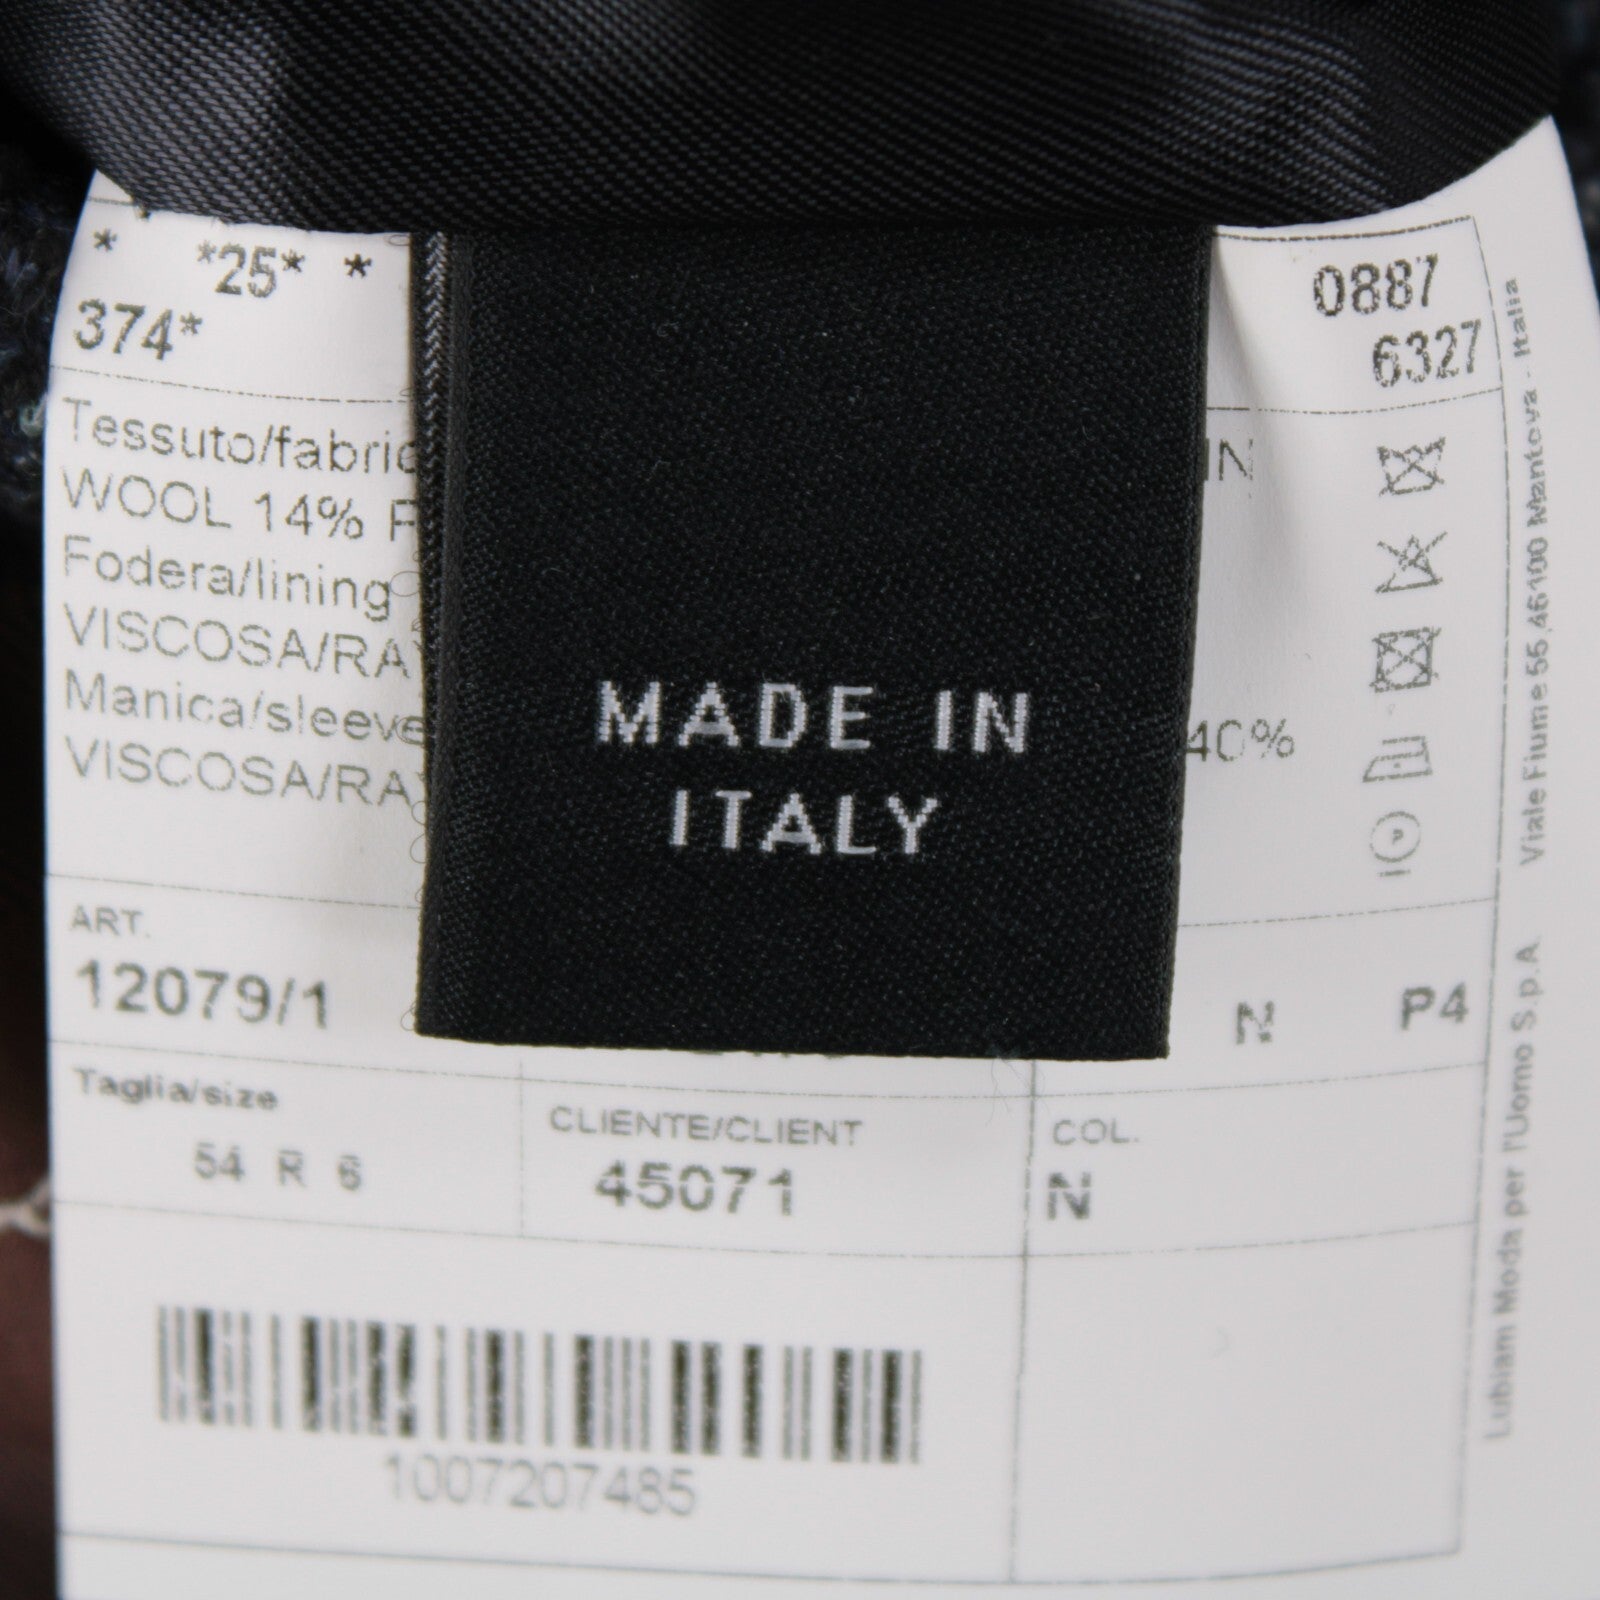 * *25* *
0887
374*
6327
Tessuto/fabric
WOOL 14%
Fodera/lining
VISCOSA/RA
Manica/sleeve
40%
VISCOSA/RA
MADE IN
ITALY
ART.
12079/1
N P4
Taglia/size
54 R 6
CLIENTE/CLIENT
45071
COL.
N
1007207485
Lubiam Moda per l'Uomo S.p.A Viale Fiume 55,46100 Mantova - Italia